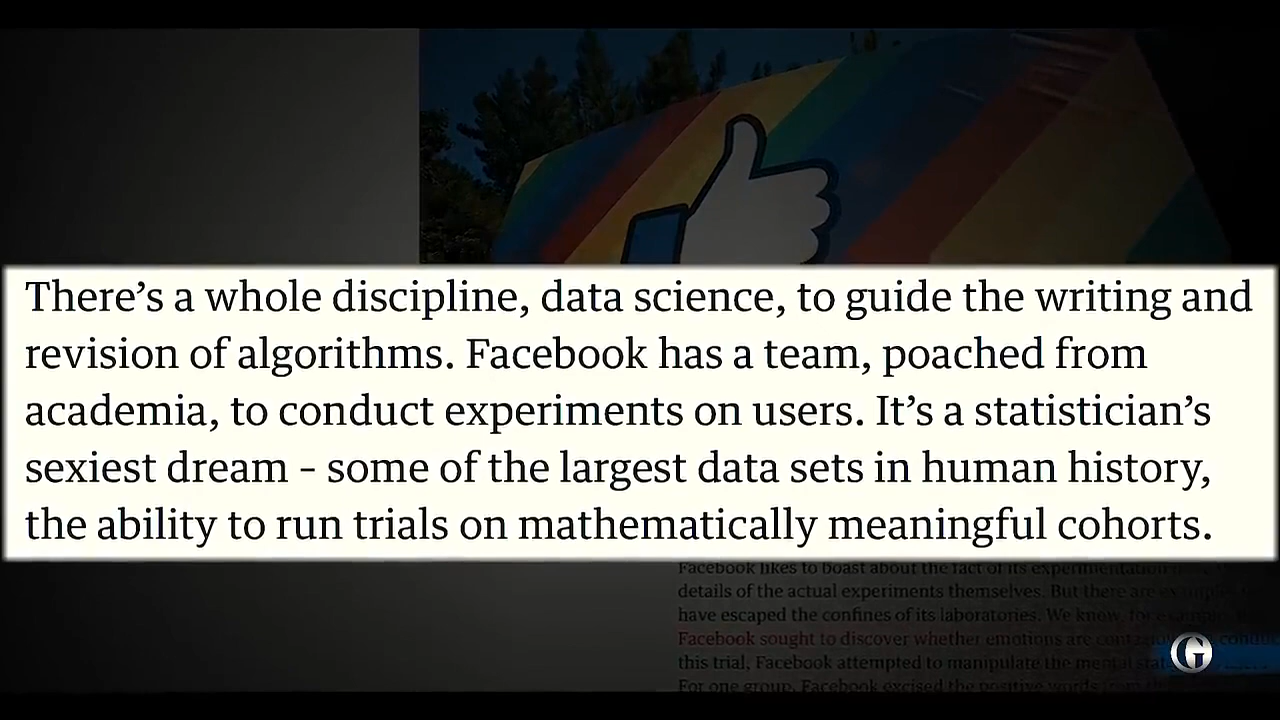 There’s a whole discipline, data science, to guide the writing and
revision of algorithms. Facebook has a team, poached from
academia, to conduct experiments on users. It’s a statistician’s
sexiest dream – some of the largest data sets in human history,
the ability to run trials on mathematically meaningful cohorts.
Facebook likes to boast about the fact of its experimentation
details of the actual experiments themselves. But there are
have escaped the confines of its laboratories. We know, for
Facebook sought to discover whether emotions are
this trial, Facebook attempted to manipulate the mental
For one group, Facebook excised the positive words from
G